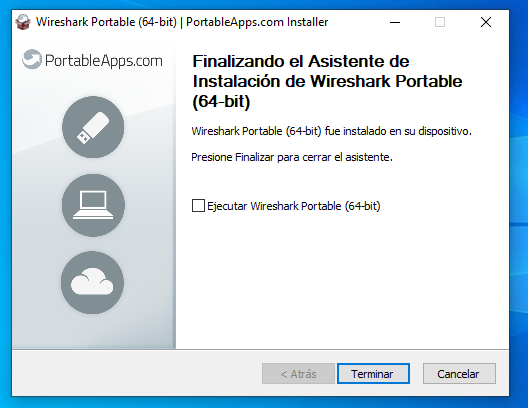 Wireshark Portable (64-bit) | PortableApps.com Installer
PortableApps.com
Finalizando el Asistente de
Instalación de Wireshark Portable
(64-bit)
Wireshark Portable (64-bit) fue instalado en su dispositivo.
Presione Finalizar para cerrar el asistente.
Ejecutar Wireshark Portable (64-bit)
< Atrás Terminar Cancelar